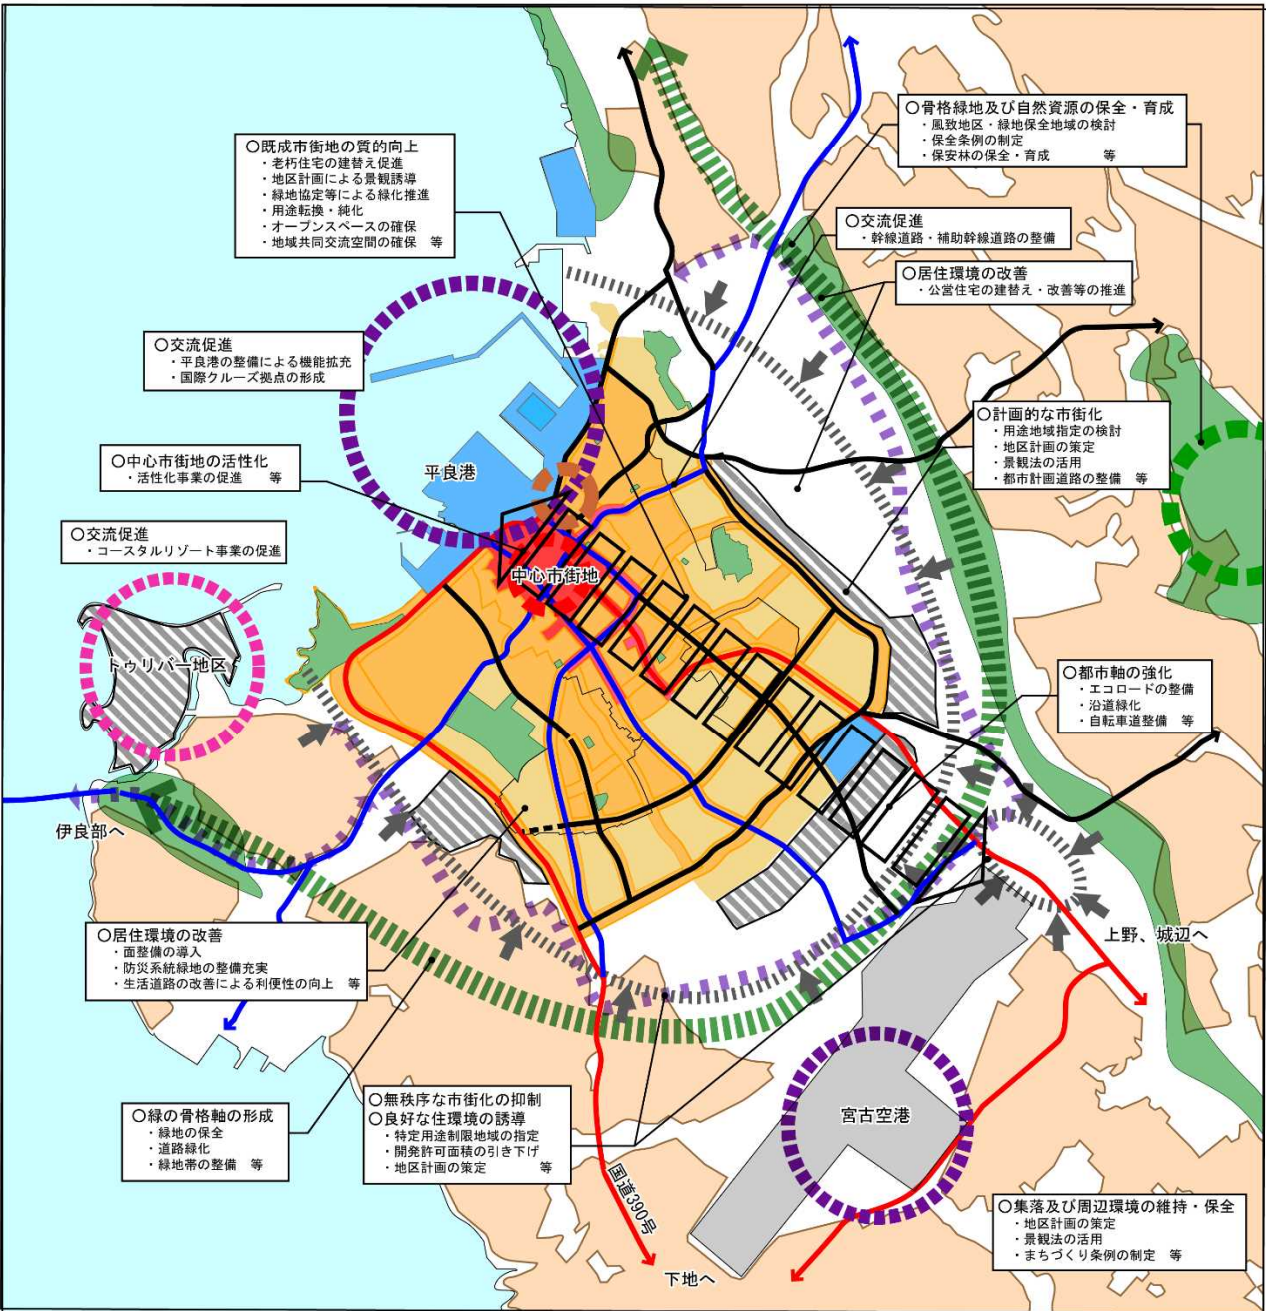 ○骨格緑地及び自然資源の保全・育成
・風致地区・緑地保全地域の検討
・保全条例の制定
・保安林の保全・育成　等
○既成市街地の質的向上
・老朽住宅の建替え促進
・地区計画による景観誘導
・緑地協定等による緑化推進
・用途転換・純化
・オープンスペースの確保
・地域共同交流空間の確保　等
○交流促進
・幹線道路・補助幹線道路の整備
○居住環境の改善
・公営住宅の建替え・改善等の推進
○交流促進
・平良港の整備による機能拡充
・国際クルーズ拠点の形成
○計画的な市街化
・用途地域指定の検討
・地区計画の策定
・景観法の活用
・都市計画道路の整備　等
○中心市街地の活性化
・活性化事業の促進　等
平良港
○交流促進
・コースタルリゾート事業の促進
中心市街地
トゥリバー地区
○都市軸の強化
・エコロードの整備
・沿道緑化
・自転車道整備　等
伊良部へ
○居住環境の改善
・面整備の導入
・防災系統緑地の整備充実
・生活道路の改善による利便性の向上　等
上野、城辺へ
○緑の骨格軸の形成
・緑地の保全
・道路緑化
・緑地帯の整備　等
○無秩序な市街化の抑制
○良好な住環境の誘導
・特定用途制限地域の指定
・開発許可面積の引き下げ
・地区計画の策定　等
宮古空港
国道390号
○集落及び周辺環境の維持・保全
・地区計画の策定
・景観法の活用
・まちづくり条例の制定　等
下地へ